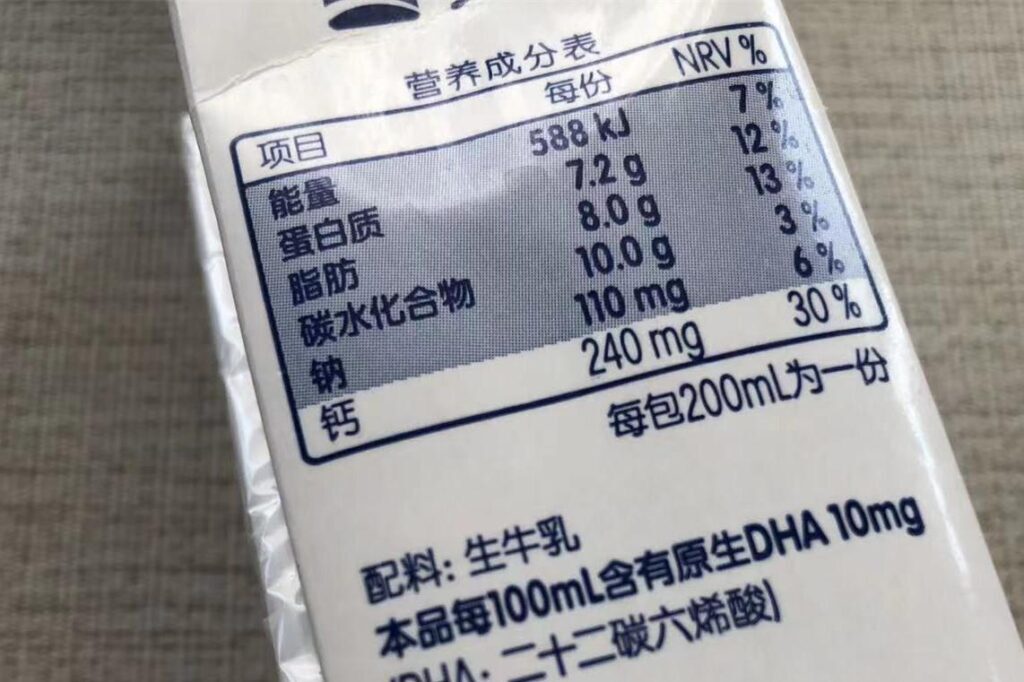 营养成分表
项目 每份 NRV %
能量 588 kJ 7 %
蛋白质 7.2 g 12 %
脂肪 8.0 g 13 %
碳水化合物 10.0 g 3 %
钠 110 mg 6 %
钙 240 mg 30 %
每包200mL为一份
配料: 生牛乳
本品每100mL含有原生DHA 10mg
(DHA: 二十二碳六烯酸)